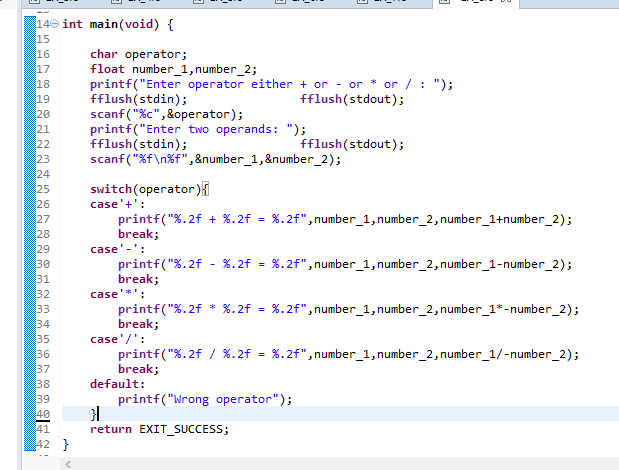 14 int main(void) {
15
16 char operator;
17 float number_1,number_2;
18 printf("Enter operator either + or - or * or / : ");
19 fflush(stdin); fflush(stdout);
20 scanf("%c",&operator);
21 printf("Enter two operands: ");
22 fflush(stdin); fflush(stdout);
23 scanf("%f\n%f",&number_1,&number_2);
24
25 switch(operator){
26 case'+':
27 printf("%.2f + %.2f = %.2f",number_1,number_2,number_1+number_2);
28 break;
29 case'-':
30 printf("%.2f - %.2f = %.2f",number_1,number_2,number_1-number_2);
31 break;
32 case'*':
33 printf("%.2f * %.2f = %.2f",number_1,number_2,number_1*-number_2);
34 break;
35 case'/':
36 printf("%.2f / %.2f = %.2f",number_1,number_2,number_1/-number_2);
37 break;
38 default:
39 printf("Wrong operator");
40 }
41 return EXIT_SUCCESS;
42 }